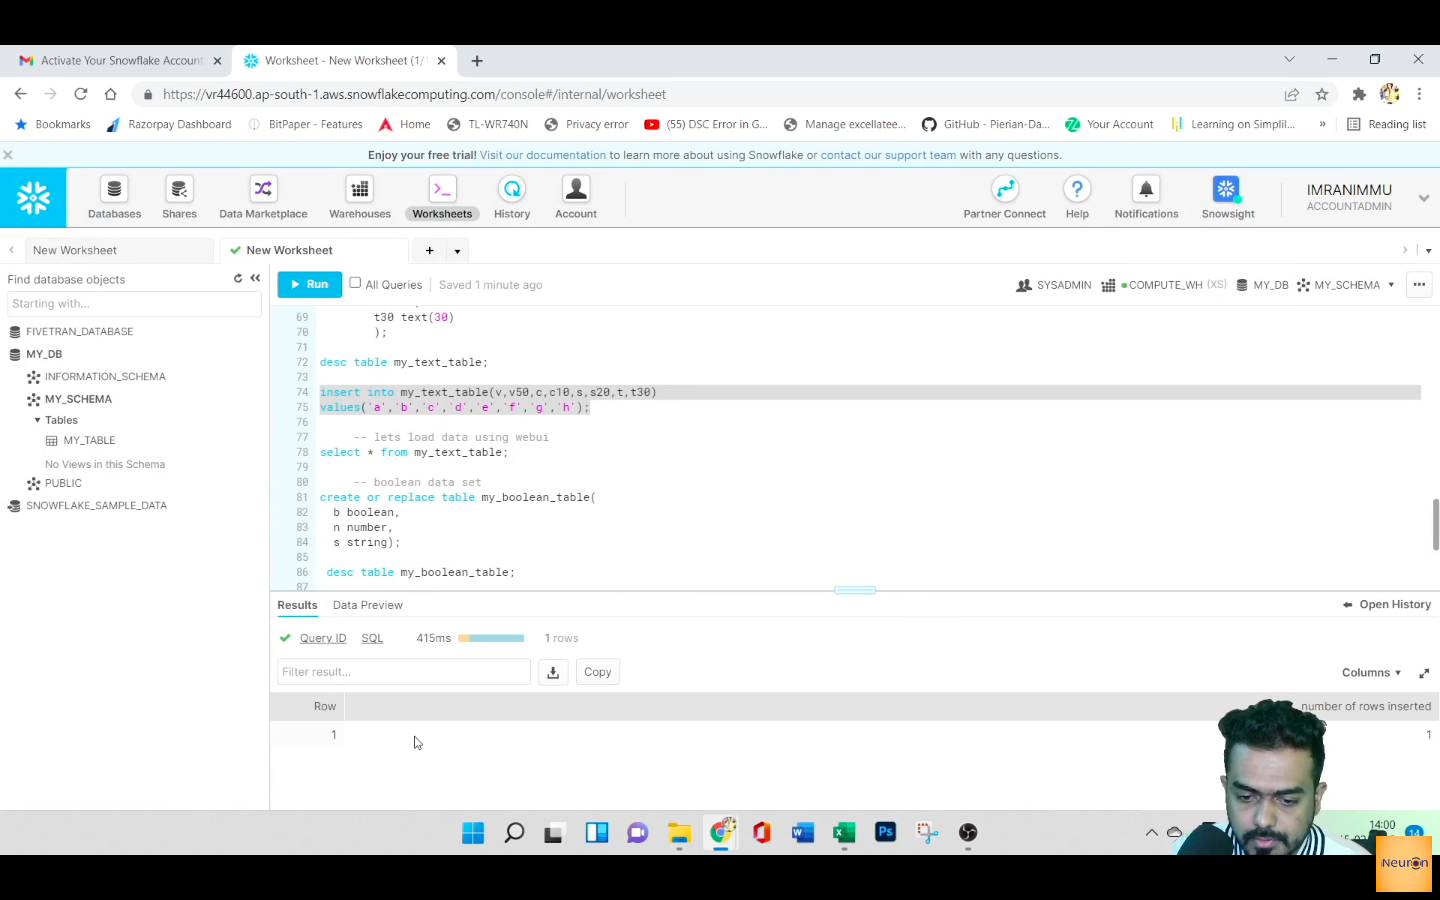 Activate Your Snowflake Account
Worksheet - New Worksheet (1/1
https://vr44600.ap-south-1.aws.snowflakecomputing.com/console#/internal/worksheet
Bookmarks Razorpay Dashboard BitPaper - Features Home TL-WR740N Privacy error (55) DSC Error in G... Manage excellatee... GitHub - Pierian-Da... Your Account Learning on Simplil... » Reading list
Enjoy your free trial! Visit our documentation to learn more about using Snowflake or contact our support team with any questions.
Databases Shares Data Marketplace Warehouses Worksheets History Account Partner Connect Help Notifications Snowsight
IMRANIMMU
ACCOUNTADMIN
New Worksheet New Worksheet
Find database objects
Starting with...
FIVETRAN_DATABASE
MY_DB
INFORMATION_SCHEMA
MY_SCHEMA
Tables
MY_TABLE
No Views in this Schema
PUBLIC
SNOWFLAKE_SAMPLE_DATA
Run All Queries Saved 1 minute ago SYSADMIN COMPUTE_WH (XS) MY_DB MY_SCHEMA
69 t30 text(30)
70 );
71
72 desc table my_text_table;
73
74 insert into my_text_table(v,v50,c,c10,s,s20,t,t30)
75 values('a','b','c','d','e','f','g','h');
76
77 -- lets load data using webui
78 select * from my_text_table;
79
80 -- boolean data set
81 create or replace table my_boolean_table(
82 b boolean,
83 n number,
84 s string);
85
86 desc table my_boolean_table;
87
Results Data Preview Open History
Query ID SQL 415ms 1 rows
Filter result... Copy Columns
Row number of rows inserted
1 1
14:00
14
Neuron